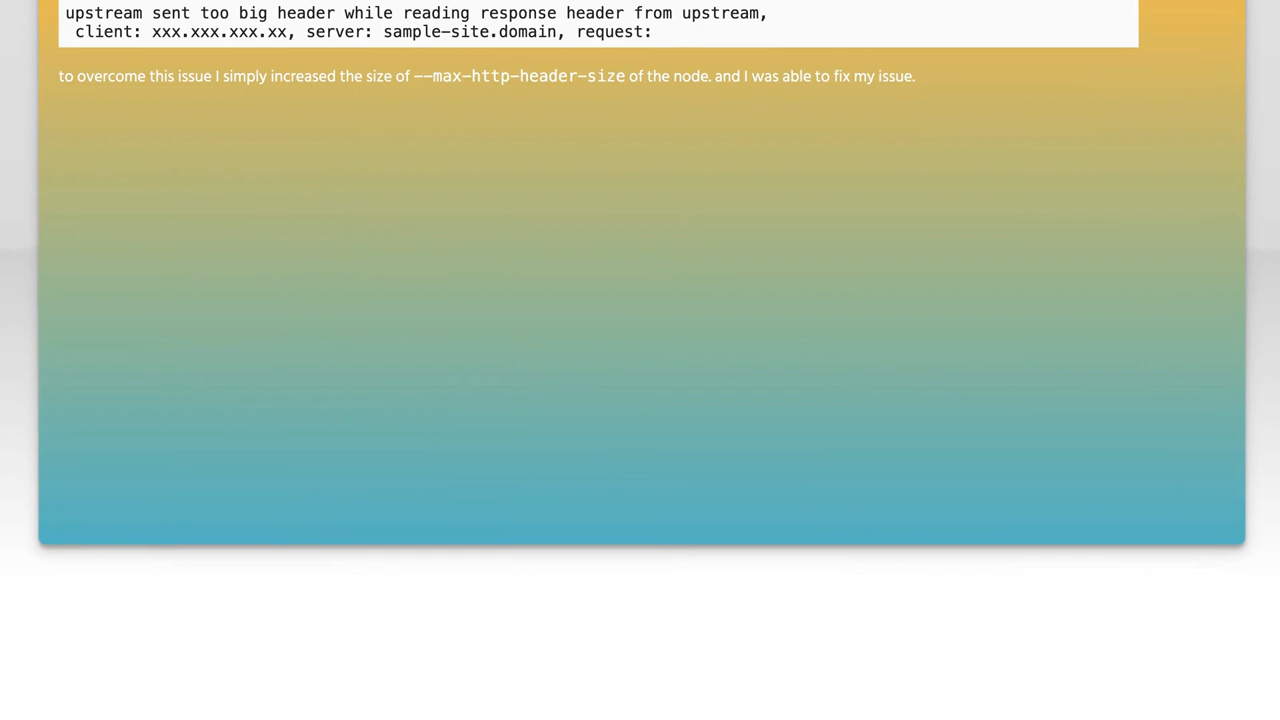 upstream sent too big header while reading response header from upstream,
client: xxx.xxx.xxx.xx, server: sample-site.domain, request:
to overcome this issue I simply increased the size of --max-http-header-size of the node. and I was able to fix my issue.